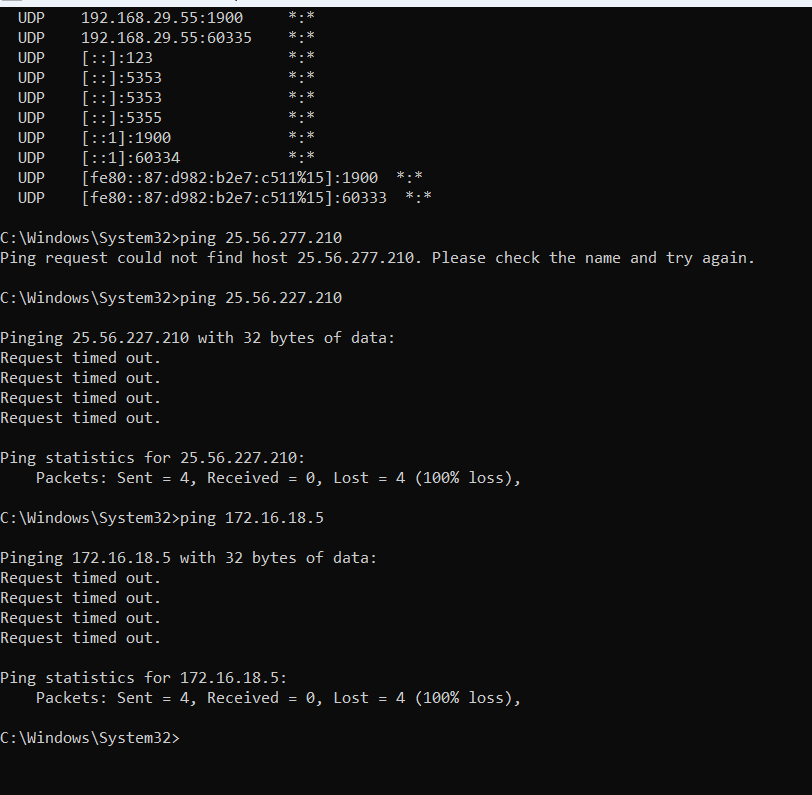 UDP    192.168.29.55:1900     *:*
UDP    192.168.29.55:60335    *:*
UDP    [::]:123               *:*
UDP    [::]:5353              *:*
UDP    [::]:5353              *:*
UDP    [::]:5355              *:*
UDP    [::1]:1900             *:*
UDP    [::1]:60334            *:*
UDP    [fe80::87:d982:b2e7:c511%15]:1900  *:*
UDP    [fe80::87:d982:b2e7:c511%15]:60333  *:*
C:\Windows\System32>ping 25.56.277.210
Ping request could not find host 25.56.277.210. Please check the name and try again.
C:\Windows\System32>ping 25.56.227.210
Pinging 25.56.227.210 with 32 bytes of data:
Request timed out.
Request timed out.
Request timed out.
Request timed out.
Ping statistics for 25.56.227.210:
Packets: Sent = 4, Received = 0, Lost = 4 (100% loss),
C:\Windows\System32>ping 172.16.18.5
Pinging 172.16.18.5 with 32 bytes of data:
Request timed out.
Request timed out.
Request timed out.
Request timed out.
Ping statistics for 172.16.18.5:
Packets: Sent = 4, Received = 0, Lost = 4 (100% loss),
C:\Windows\System32>